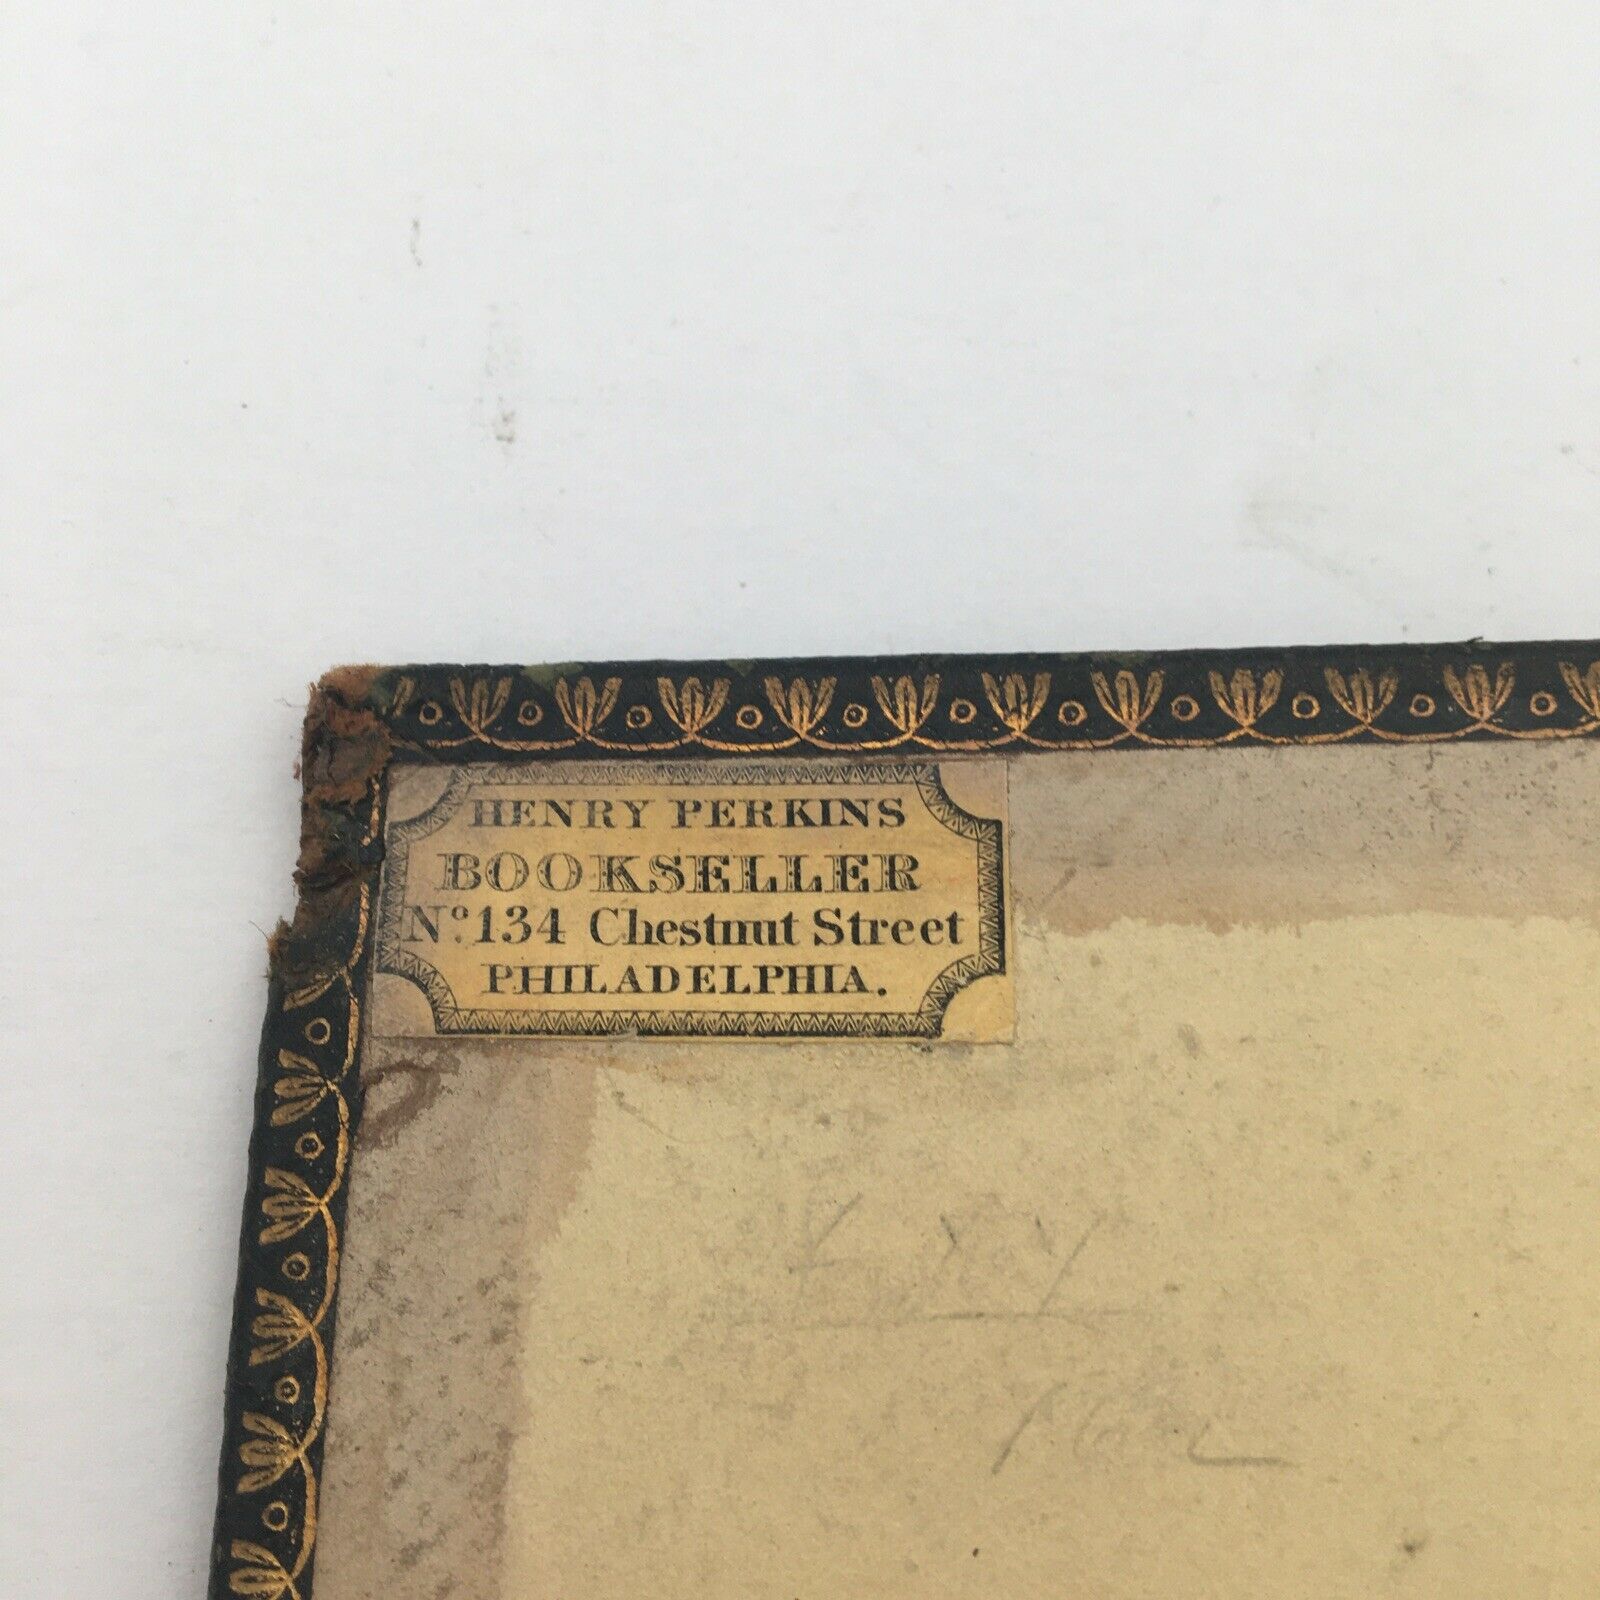 HENRY PERKINS
BOOKSELLER
Nº. 134 Chestnut Street
PHILADELPHIA.